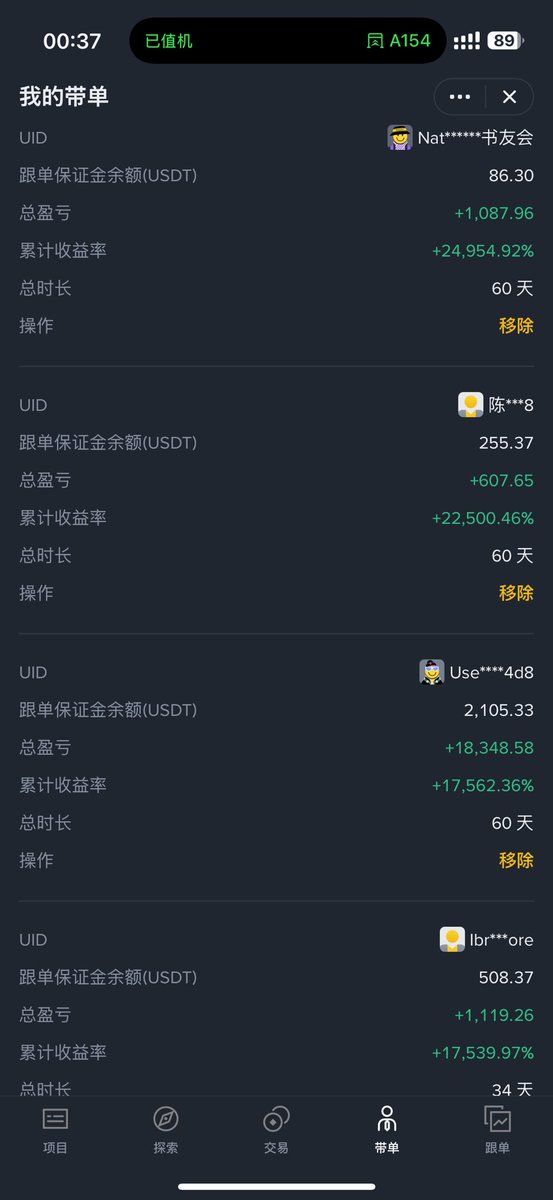 00:37 已值机 A154 89
我的带单
UID Nat******书友会
跟单保证金余额(USDT) 86.30
总盈亏 +1,087.96
累计收益率 +24,954.92%
总时长 60 天
操作 移除
UID 陈***8
跟单保证金余额(USDT) 255.37
总盈亏 +607.65
累计收益率 +22,500.46%
总时长 60 天
操作 移除
UID Use****4d8
跟单保证金余额(USDT) 2,105.33
总盈亏 +18,348.58
累计收益率 +17,562.36%
总时长 60 天
操作 移除
UID Ibr***ore
跟单保证金余额(USDT) 508.37
总盈亏 +1,119.26
累计收益率 +17,539.97%
总时长 34 天
项目 探索 交易 带单 跟单